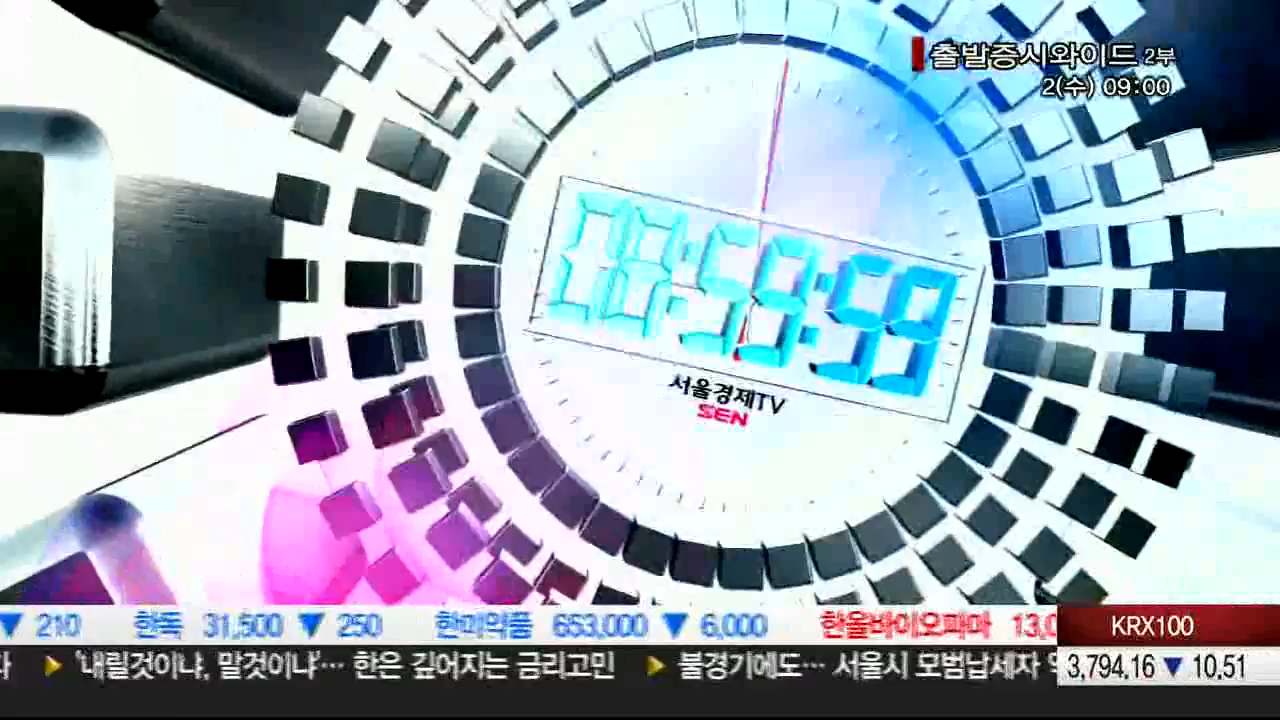 출발증시와이드 2부
2(수) 09:00
08:59:59
서울경제TV
SEN
▼ 210 한독 31,500 ▼ 250 한미약품 653,000 ▼ 6,000 한올바이오파마 13,0
KRX100
▶ '내릴것이냐, 말것이냐'… 한은 깊어지는 금리고민 ▶ 불경기에도… 서울시 모범납세자
3,794.16 ▼ 10.51